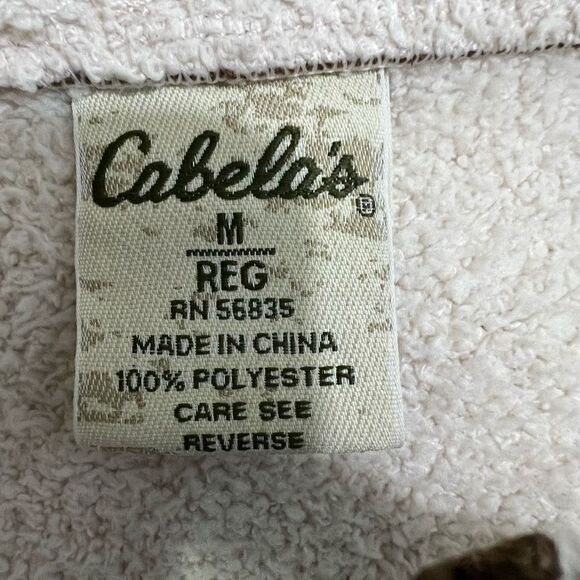 Cabela's®
M
REG
RN 56835
MADE IN CHINA
100% POLYESTER
CARE SEE
REVERSE